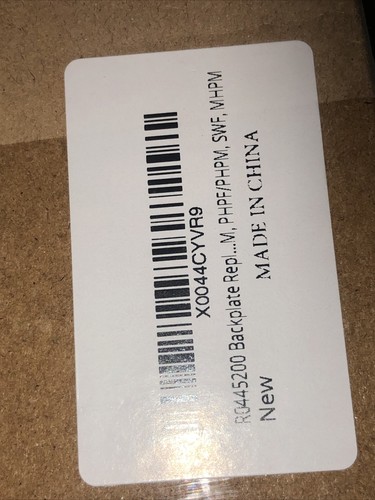 X0044CYVR9
R0445200 Backplate Repl...M, PHPF/PHPM, SWF, MHPM
MADE IN CHINA
New